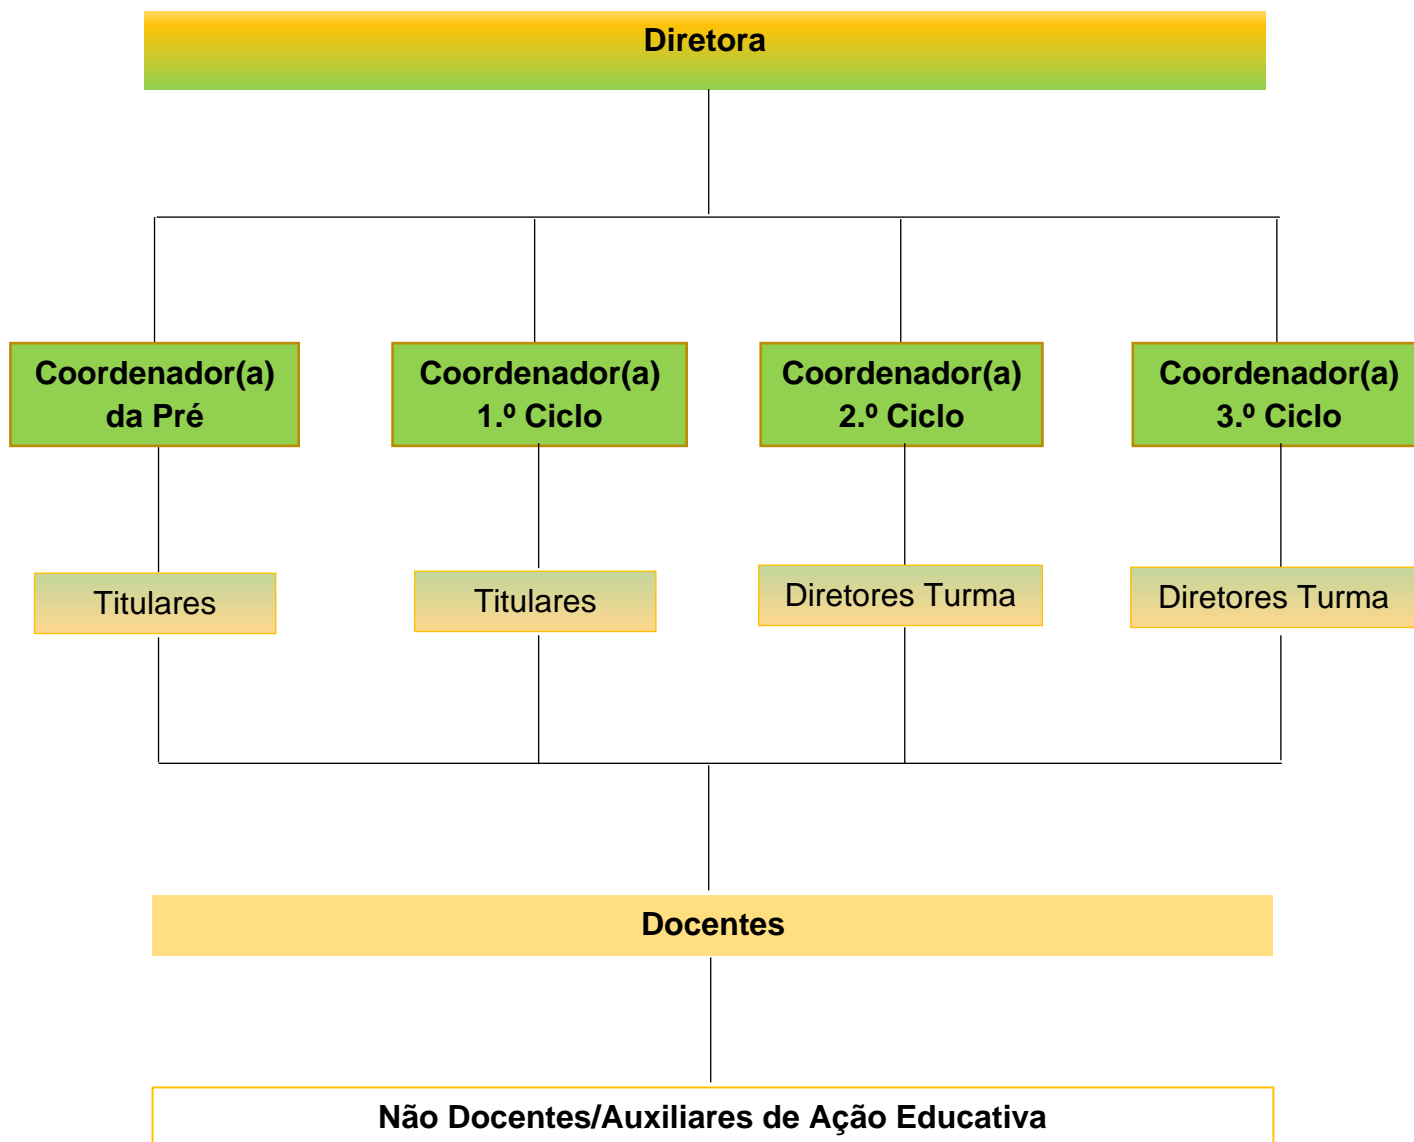 Diretora
Coordenador(a)
da Pré
Coordenador(a)
1.º Ciclo
Coordenador(a)
2.º Ciclo
Coordenador(a)
3.º Ciclo
Titulares
Titulares
Diretores Turma
Diretores Turma
Docentes
Não Docentes/Auxiliares de Ação Educativa